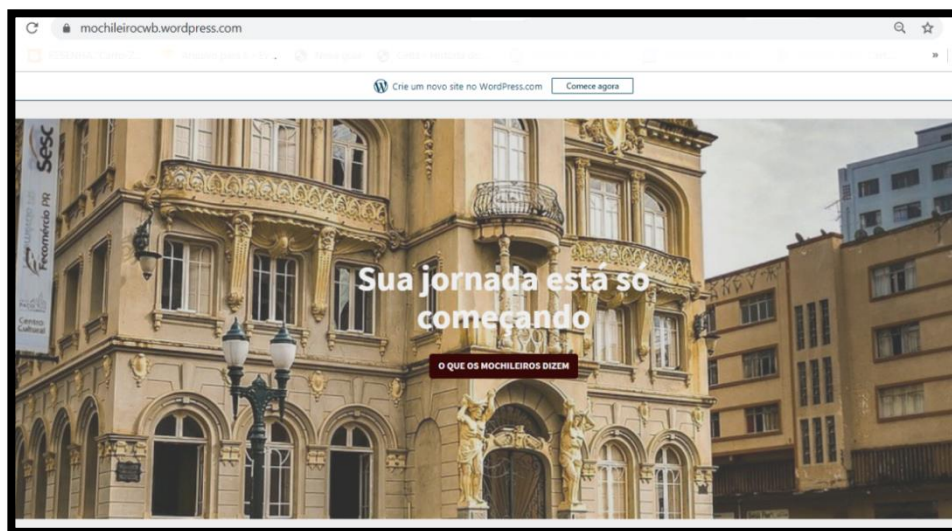 mochileirocwb.wordpress.com
Crie um novo site no WordPress.com
Comece agora
Sesc
Fecomércio PR
Centro
Cultural
Sua jornada está só
começando
O QUE OS MOCHILEIROS DIZEM